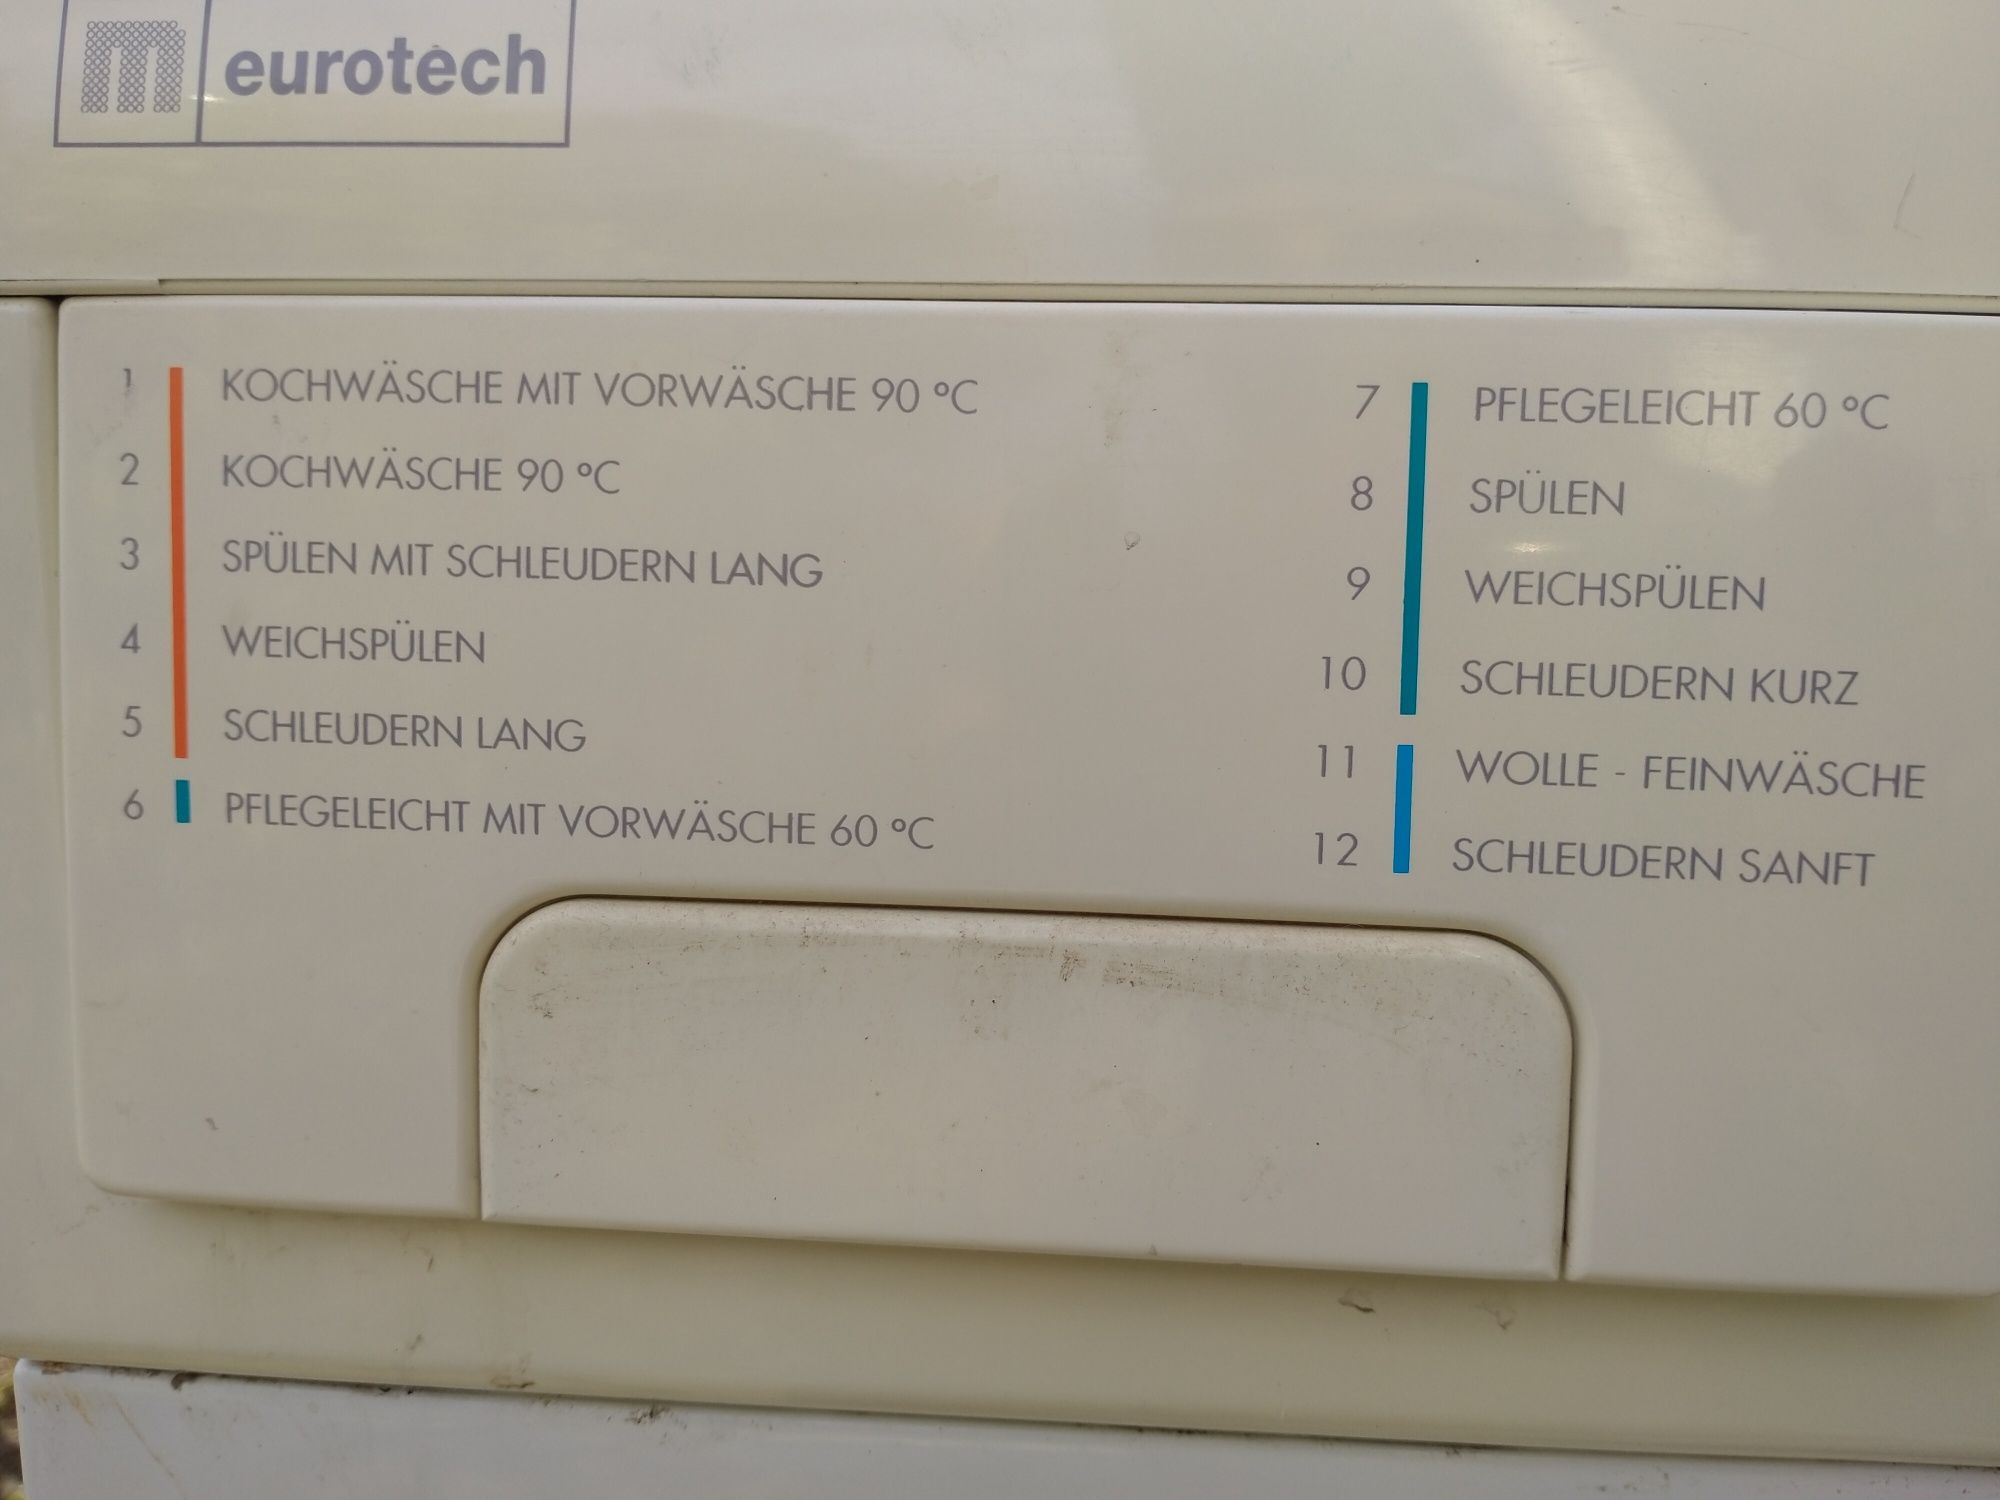 m eurotech
1 KOCHWÄSCHE MIT VORWÄSCHE 90 °C
2 KOCHWÄSCHE 90 °C
3 SPÜLEN MIT SCHLEUDERN LANG
4 WEICHSPÜLEN
5 SCHLEUDERN LANG
6 PFLEGELEICHT MIT VORWÄSCHE 60 °C
7 PFLEGELEICHT 60 °C
8 SPÜLEN
9 WEICHSPÜLEN
10 SCHLEUDERN KURZ
11 WOLLE - FEINWÄSCHE
12 SCHLEUDERN SANFT